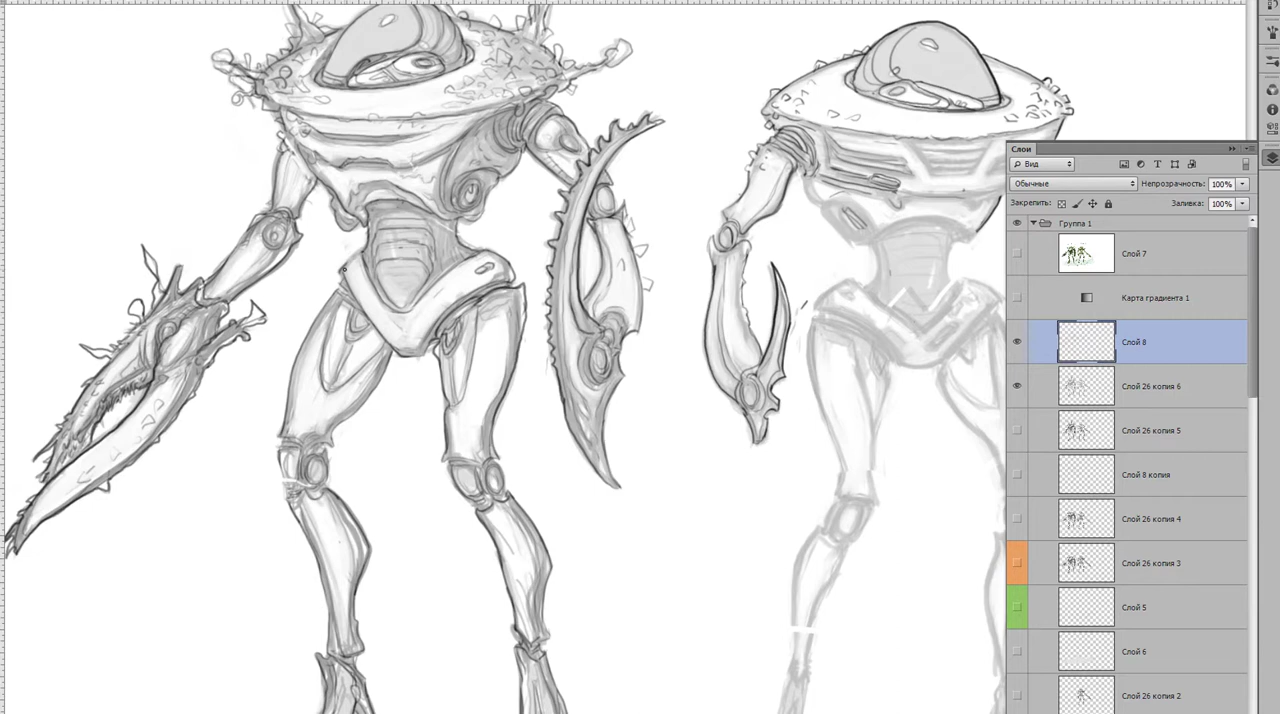 Слои
Вид
Обычные Непрозрачность: 100%
Закрепить: Заливка: 100%
Группа 1
Слой 7
Карта градиента 1
Слой 8
Слой 26 копия 6
Слой 26 копия 5
Слой 8 копия
Слой 26 копия 4
Слой 26 копия 3
Слой 5
Слой 6
Слой 26 копия 2